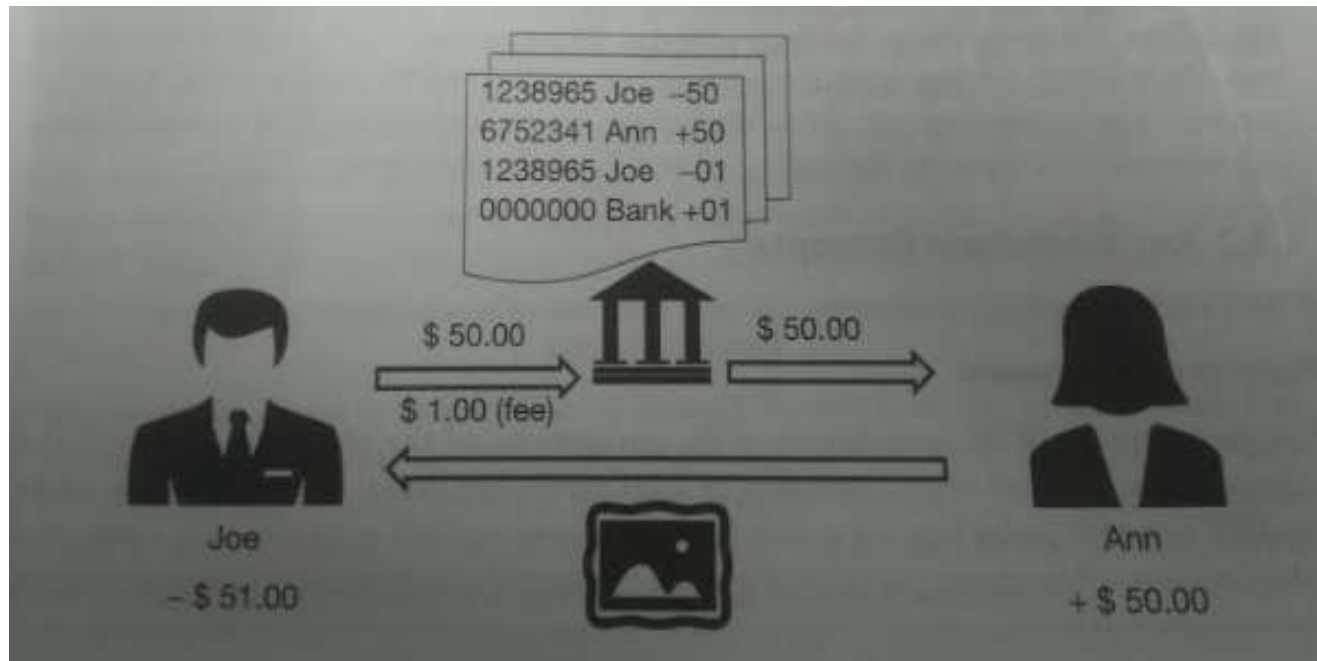 1238965 Joe –50
6752341 Ann +50
1238965 Joe –01
0000000 Bank +01
$ 50.00
$ 50.00
$ 1.00 (fee)
Joe
Ann
– $ 51.00
+ $ 50.00